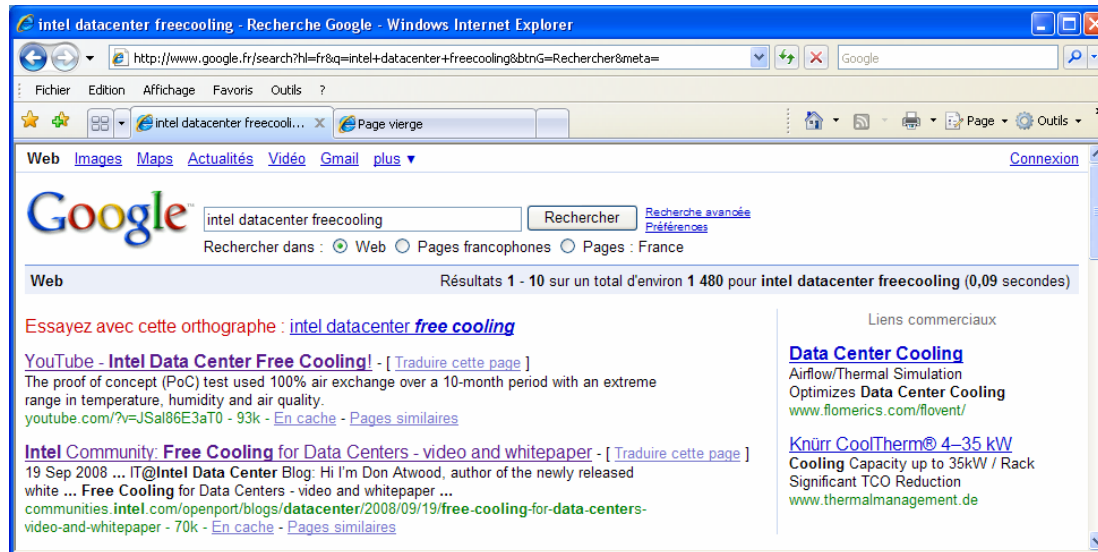 intel datacenter freecooling - Recherche Google - Windows Internet Explorer
http://www.google.fr/search?hl=fr&q=intel+datacenter+freecooling&btnG=Rechercher&meta=
Google
Fichier Edition Affichage Favoris Outils ?
intel datacenter freecooli... Page vierge Page Outils
Web Images Maps Actualités Vidéo Gmail plus ▼ Connexion
Google™ intel datacenter freecooling Rechercher Recherche avancée
Préférences
Rechercher dans : Web Pages francophones Pages : France
Web Résultats 1 - 10 sur un total d'environ 1 480 pour intel datacenter freecooling (0,09 secondes)
Essayez avec cette orthographe : intel datacenter free cooling
YouTube - Intel Data Center Free Cooling! - [ Traduire cette page ]
The proof of concept (PoC) test used 100% air exchange over a 10-month period with an extreme
range in temperature, humidity and air quality.
youtube.com/?v=JSal86E3aT0 - 93k - En cache - Pages similaires
Intel Community: Free Cooling for Data Centers - video and whitepaper - [ Traduire cette page ]
19 Sep 2008 ... IT@Intel Data Center Blog: Hi I'm Don Atwood, author of the newly released
white ... Free Cooling for Data Centers - video and whitepaper ...
communities.intel.com/openport/blogs/datacenter/2008/09/19/free-cooling-for-data-centers-
video-and-whitepaper - 70k - En cache - Pages similaires
Liens commerciaux
Data Center Cooling
Airflow/Thermal Simulation
Optimizes Data Center Cooling
www.flomerics.com/flovent/
Knürr CoolTherm® 4–35 kW
Cooling Capacity up to 35kW / Rack
Significant TCO Reduction
www.thermalmanagement.de